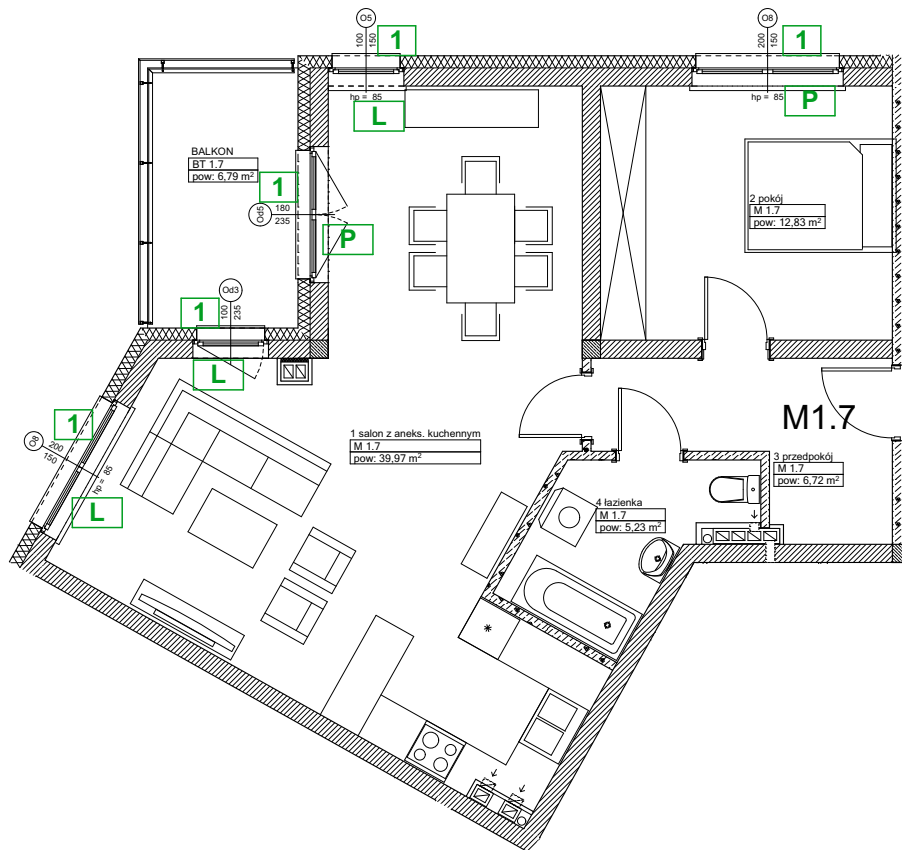 O5
100
150
1
hp = 85
L
O8
200
150
1
hp = 85
P
BALKON
BT 1.7
pow: 6,79 m²
1
Od5
180
235
P
2 pokój
M 1.7
pow: 12,83 m²
Od3
100
235
1
L
M1.7
O8
200
150
1
hp = 85
L
1 salon z aneks. kuchennym
M 1.7
pow: 39,97 m²
3 przedpokój
M 1.7
pow: 6,72 m²
4 łazienka
M 1.7
pow: 5,23 m²